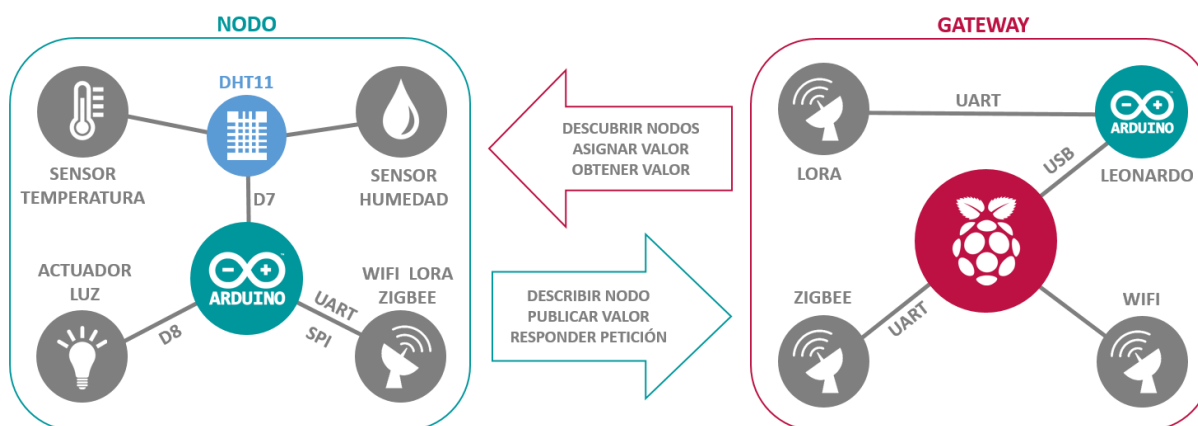 NODO
DHT11
SENSOR
TEMPERATURA
SENSOR
HUMEDAD
D7
ACTUADOR
LUZ
ARDUINO
WIFI LORA
ZIGBEE
D8
UART
SPI
DESCUBRIR NODOS
ASIGNAR VALOR
OBTENER VALOR
DESCRIBIR NODO
PUBLICAR VALOR
RESPONDER PETICIÓN
GATEWAY
UART
ARDUINO
LORA
USB
LEONARDO
ZIGBEE
UART
WIFI